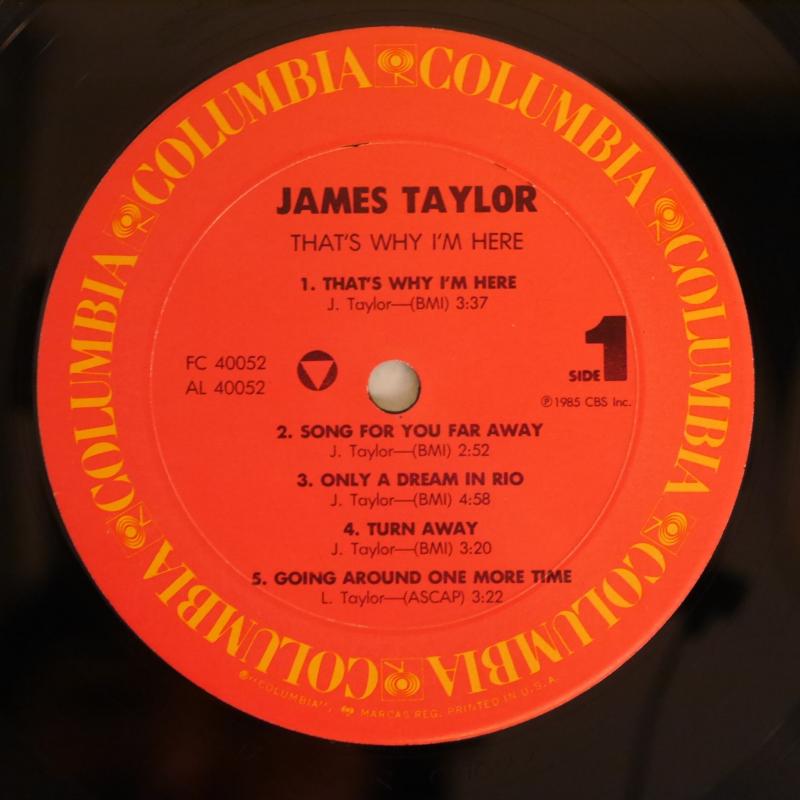 COLUMBIA COLUMBIA COLUMBIA COLUMBIA COLUMBIA COLUMBIA COLUMBIA COLUMBIA
JAMES TAYLOR
THAT'S WHY I'M HERE
1. THAT'S WHY I'M HERE
J. Taylor—(BMI) 3:37
FC 40052
AL 40052
SIDE 1
℗1985 CBS Inc.
2. SONG FOR YOU FAR AWAY
J. Taylor—(BMI) 2:52
3. ONLY A DREAM IN RIO
J. Taylor—(BMI) 4:58
4. TURN AWAY
J. Taylor—(BMI) 3:20
5. GOING AROUND ONE MORE TIME
L. Taylor—(ASCAP) 3:22
®"COLUMBIA", MARCAS REG. PRINTED IN U.S.A.